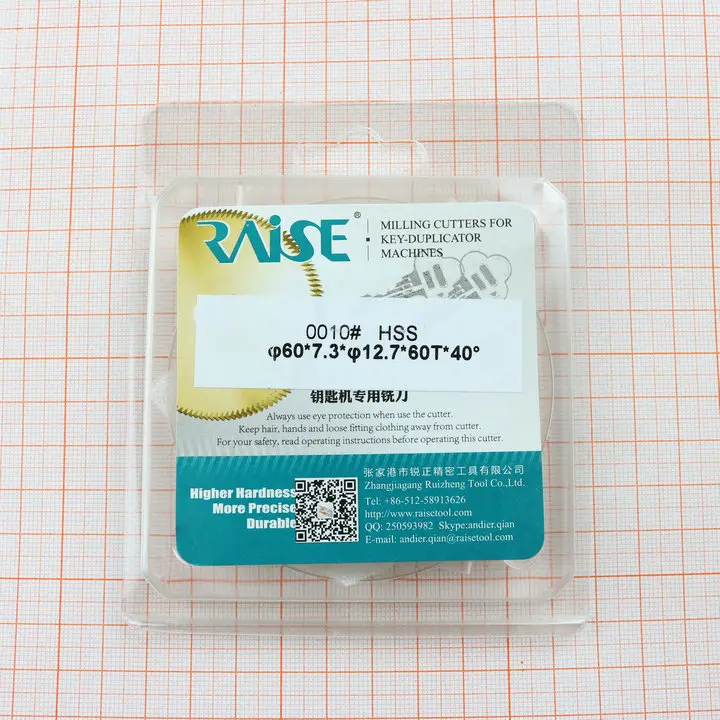 RAiSE®
MILLING CUTTERS FOR
KEY-DUPLICATOR
MACHINES
0010# HSS
φ60*7.3*φ12.7*60T*40°
钥匙机专用铣刀
Always use eye protection when use the cutter.
Keep hair, hands and loose fitting clothing away from cutter.
For your safety, read operating instructions before operating this cutter.
Higher Hardness
More Precise
Durable
张家港市锐正精密工具有限公司
Zhangjiagang Ruizheng Tool Co.,Ltd.
Tel: +86-512-58913626
http://www.raisetool.com
QQ: 250593982 Skype:andier.qian
E-mail: andier.qian@raisetool.com